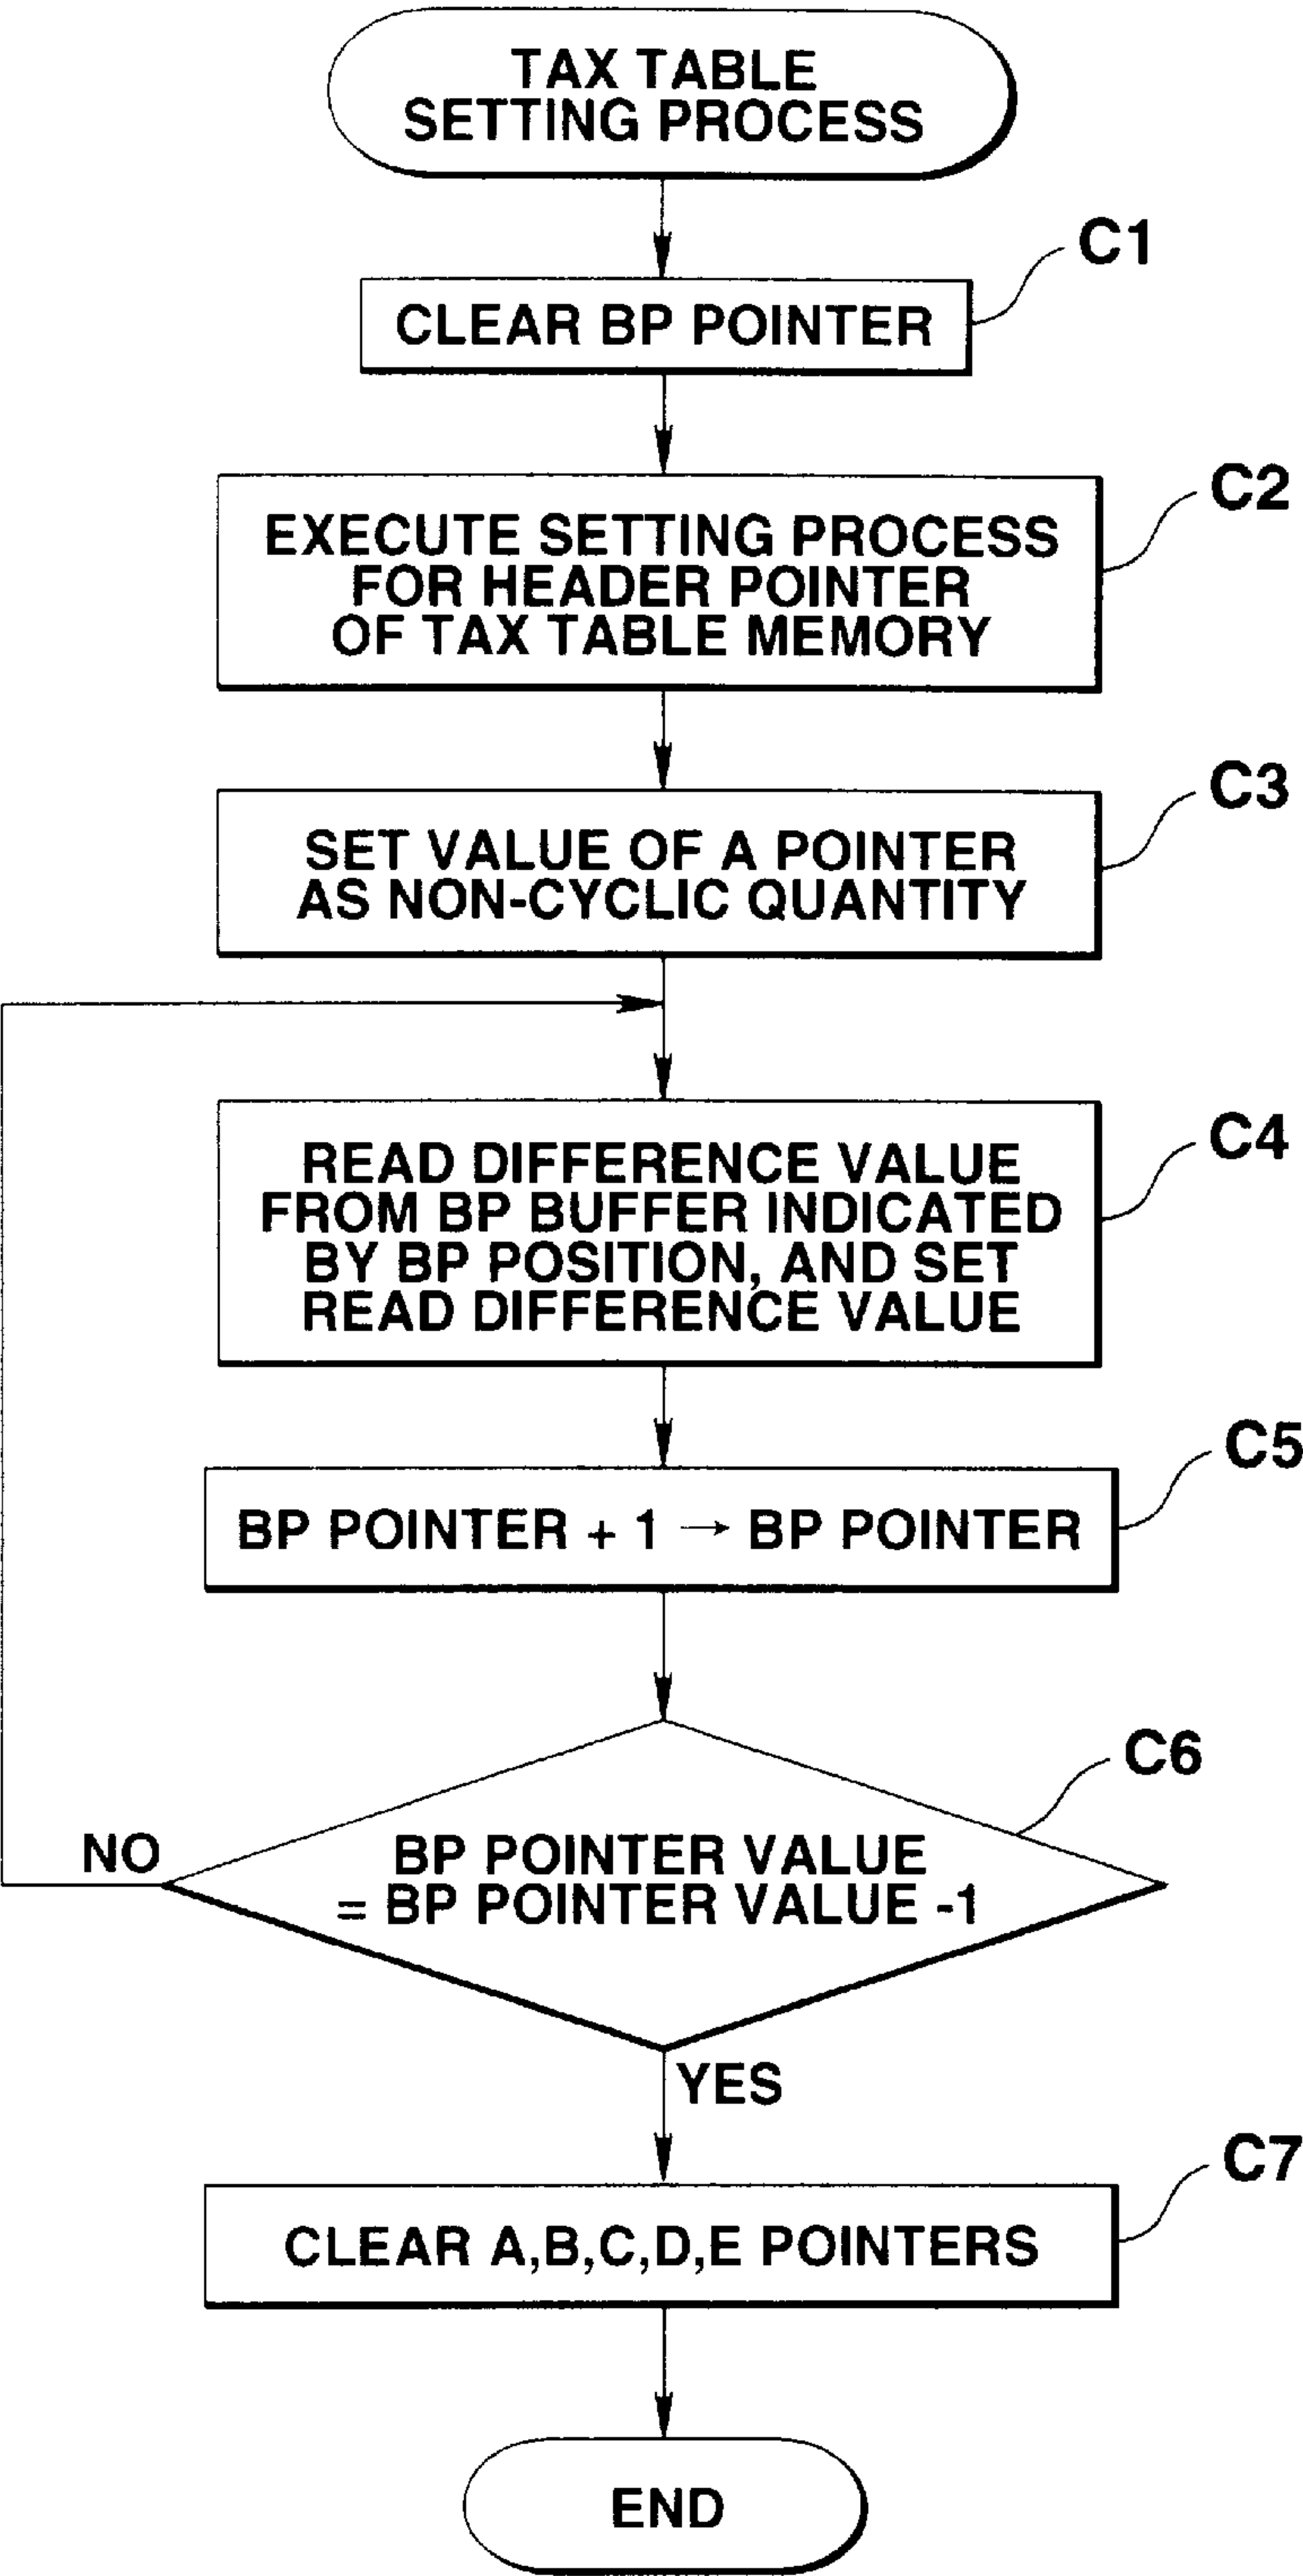 TAX TABLE
SETTING PROCESS
C1
CLEAR BP POINTER
C2
EXECUTE SETTING PROCESS
FOR HEADER POINTER
OF TAX TABLE MEMORY
C3
SET VALUE OF A POINTER
AS NON-CYCLIC QUANTITY
C4
READ DIFFERENCE VALUE
FROM BP BUFFER INDICATED
BY BP POSITION, AND SET
READ DIFFERENCE VALUE
C5
BP POINTER + 1 → BP POINTER
C6
NO
BP POINTER VALUE
= BP POINTER VALUE -1
YES
C7
CLEAR A,B,C,D,E POINTERS
END